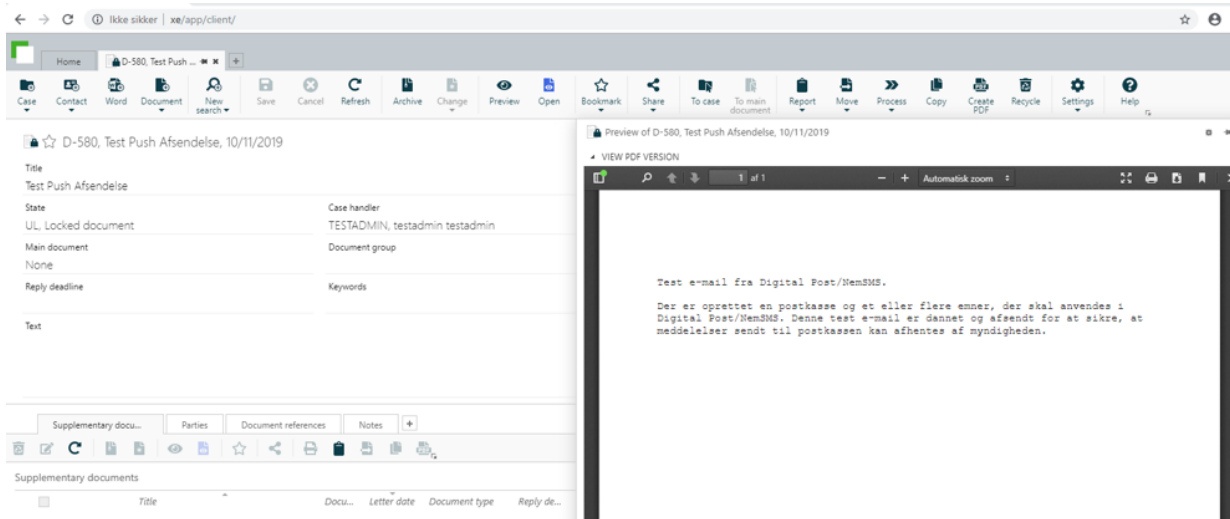 Ikke sikker | xe/app/client/
Home
D-580, Test Push ...
Case
Contact
Word
Document
New search
Save
Cancel
Refresh
Archive
Change
Preview
Open
Bookmark
Share
To case
To main document
Report
Move
Process
Copy
Create PDF
Recycle
Settings
Help
D-580, Test Push Afsendelse, 10/11/2019
Title
Test Push Afsendelse
State
Case handler
UL, Locked document
TESTADMIN, testadmin testadmin
Main document
Document group
None
Reply deadline
Keywords
Text
Supplementary docu...
Parties
Document references
Notes
Supplementary documents
Title
Docu...
Letter date
Document type
Reply de...
Preview of D-580, Test Push Afsendelse, 10/11/2019
VIEW PDF VERSION
1 af 1
Automatisk zoom
Test e-mail fra Digital Post/NemSMS.
Der er oprettet en postkasse og et eller flere emner, der skal anvendes i
Digital Post/NemSMS. Denne test e-mail er dannet og afsendt for at sikre, at
meddelelser sendt til postkassen kan afhentes af myndigheden.